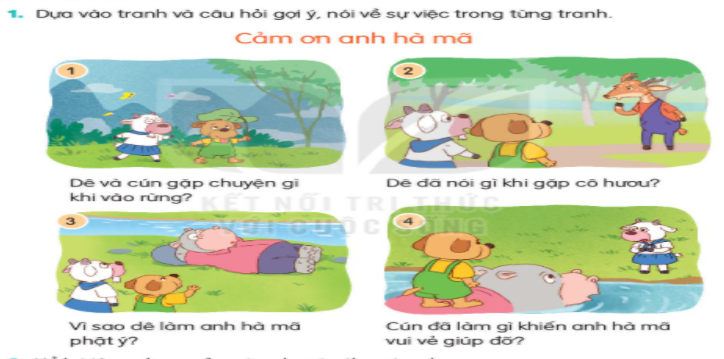 1. Dựa vào tranh và câu hỏi gợi ý, nói về sự việc trong từng tranh.
Cảm ơn anh hà mã
1
2
Dê và cún gặp chuyện gì
khi vào rừng?
Dê đã nói gì khi gặp cô hươu?
KẾT NỐI TRI THỨC
VỚI CUỘC SỐNG
3
4
Vì sao dê làm anh hà mã
phật ý?
Cún đã làm gì khiến anh hà mã
vui vẻ giúp đỡ?